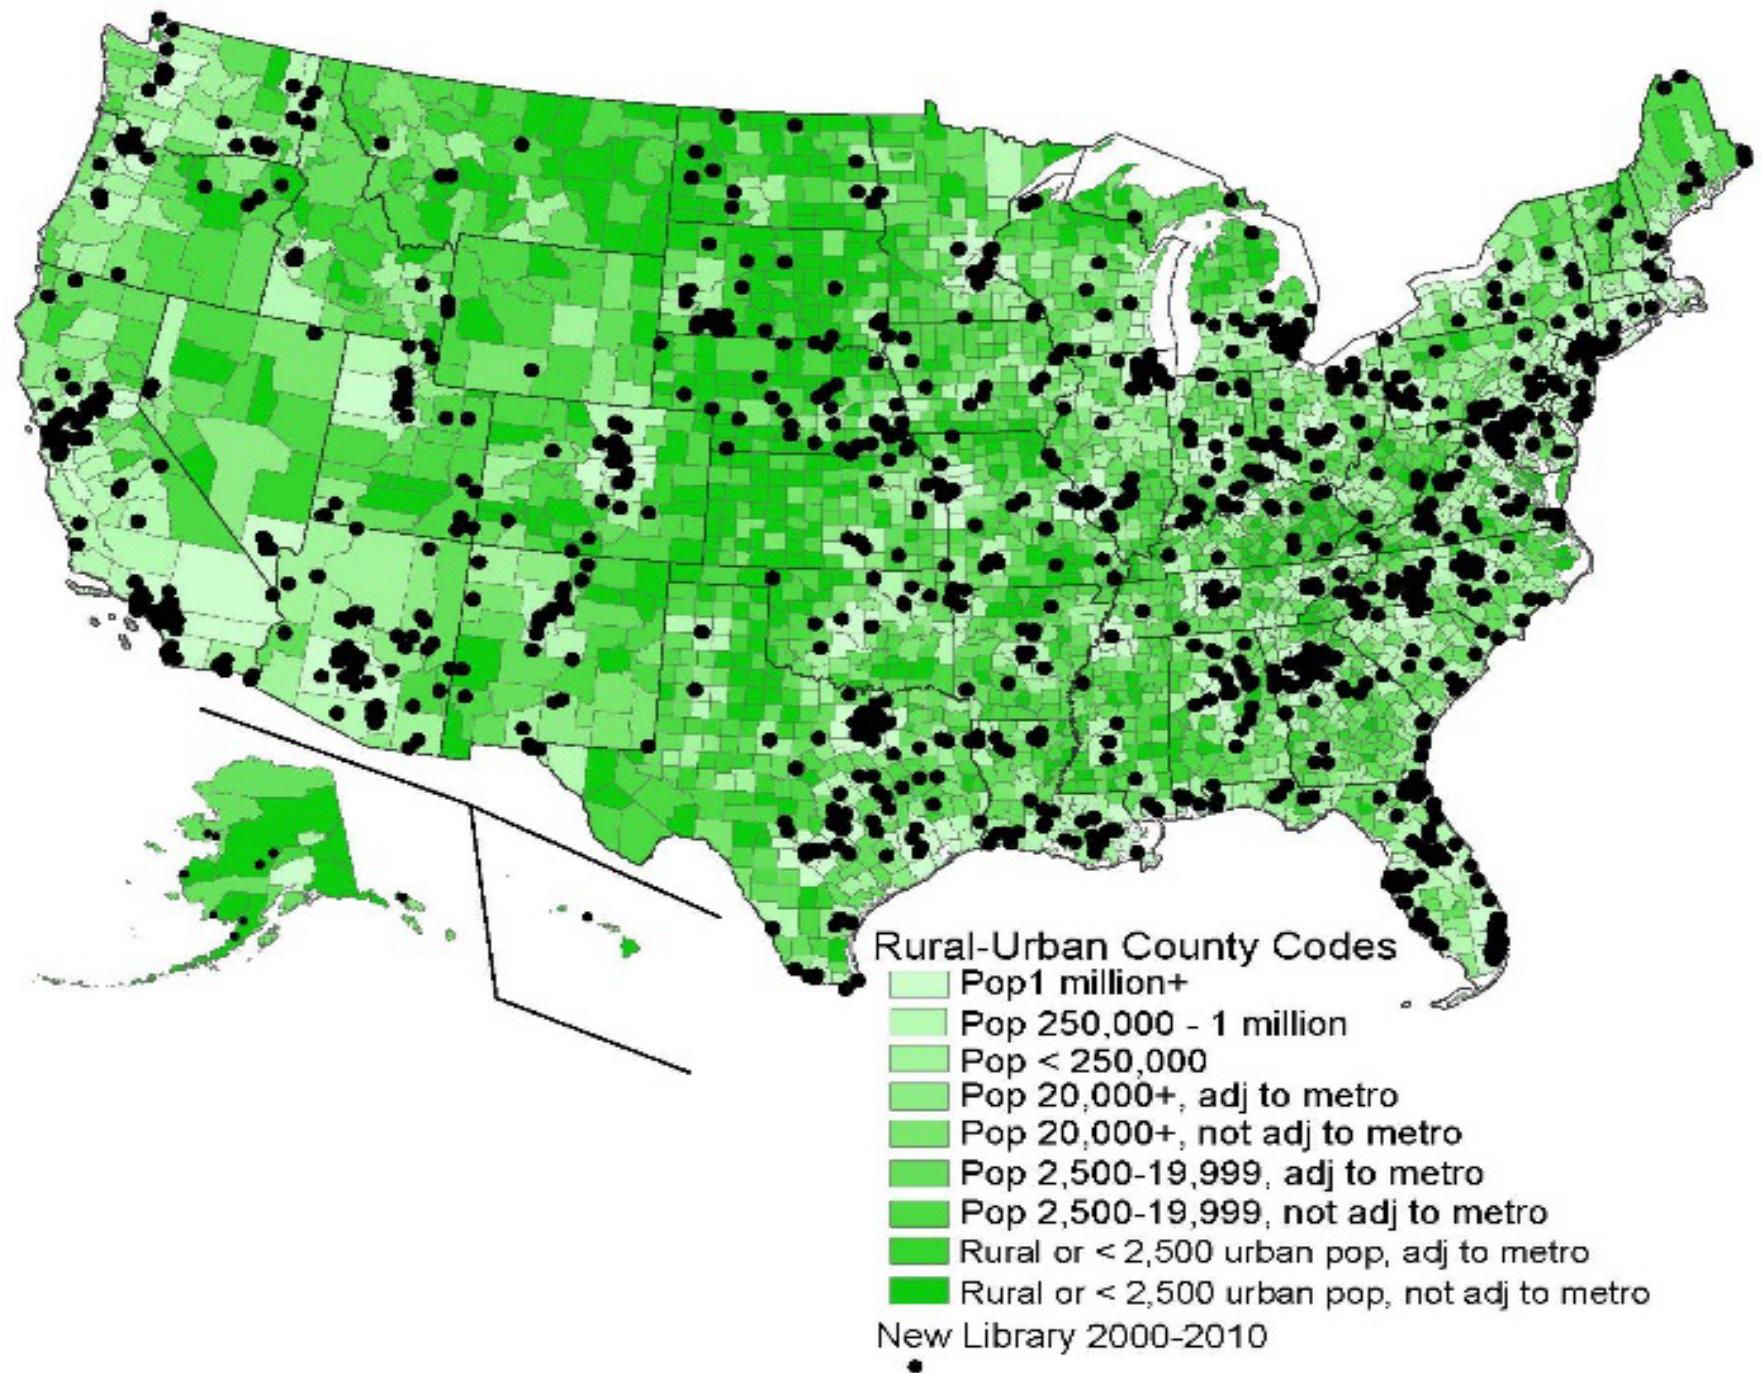 Rural-Urban County Codes
Pop1 million+
Pop 250,000 - 1 million
Pop < 250,000
Pop 20,000+, adj to metro
Pop 20,000+, not adj to metro
Pop 2,500-19,999, adj to metro
Pop 2,500-19,999, not adj to metro
Rural or < 2,500 urban pop, adj to metro
Rural or < 2,500 urban pop, not adj to metro
New Library 2000-2010